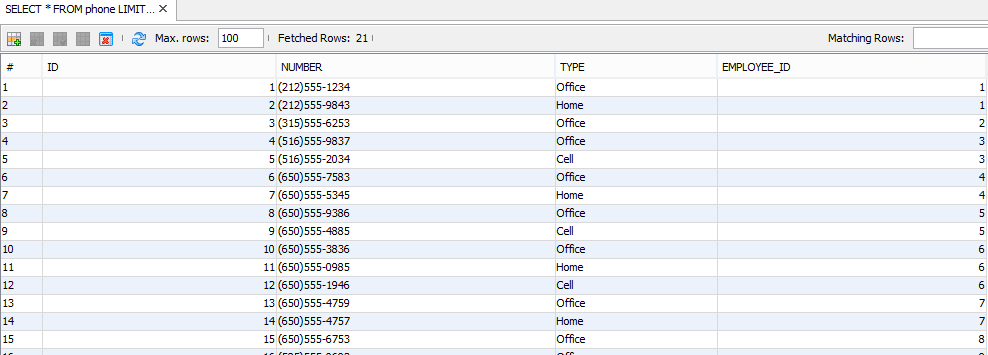 SELECT * FROM phone LIMIT...
Max. rows: 100 Fetched Rows: 21 Matching Rows:
# ID NUMBER TYPE EMPLOYEE_ID
1 1 (212)555-1234 Office 1
2 2 (212)555-9843 Home 1
3 3 (315)555-6253 Office 2
4 4 (516)555-9837 Office 3
5 5 (516)555-2034 Cell 3
6 6 (650)555-7583 Office 4
7 7 (650)555-5345 Home 4
8 8 (650)555-9386 Office 5
9 9 (650)555-4885 Cell 5
10 10 (650)555-3836 Office 6
11 11 (650)555-0985 Home 6
12 12 (650)555-1946 Cell 6
13 13 (650)555-4759 Office 7
14 14 (650)555-4757 Home 7
15 15 (650)555-6753 Office 8